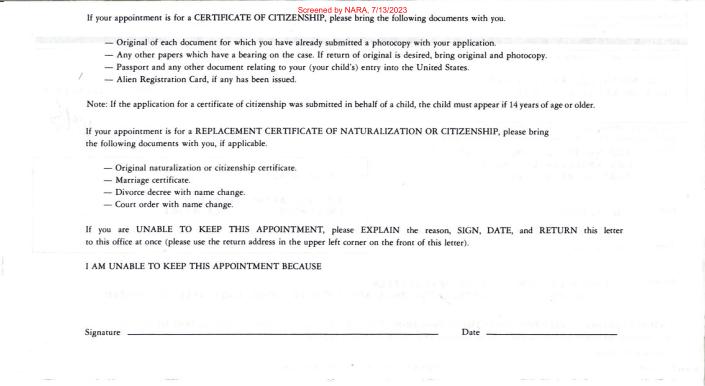 Screened by NARA, 7/13/2023
If your appointment is for a CERTIFICATE OF CITIZENSHIP, please bring the following documents with you.
— Original of each document for which you have already submitted a photocopy with your application.
— Any other papers which have a bearing on the case. If return of original is desired, bring original and photocopy.
— Passport and any other document relating to your (your child's) entry into the United States.
— Alien Registration Card, if any has been issued.
Note: If the application for a certificate of citizenship was submitted in behalf of a child, the child must appear if 14 years of age or older.
If your appointment is for a REPLACEMENT CERTIFICATE OF NATURALIZATION OR CITIZENSHIP, please bring
the following documents with you, if applicable.
— Original naturalization or citizenship certificate.
— Marriage certificate.
— Divorce decree with name change.
— Court order with name change.
If you are UNABLE TO KEEP THIS APPOINTMENT, please EXPLAIN the reason, SIGN, DATE, and RETURN this letter
to this office at once (please use the return address in the upper left corner on the front of this letter).
I AM UNABLE TO KEEP THIS APPOINTMENT BECAUSE
Signature Date